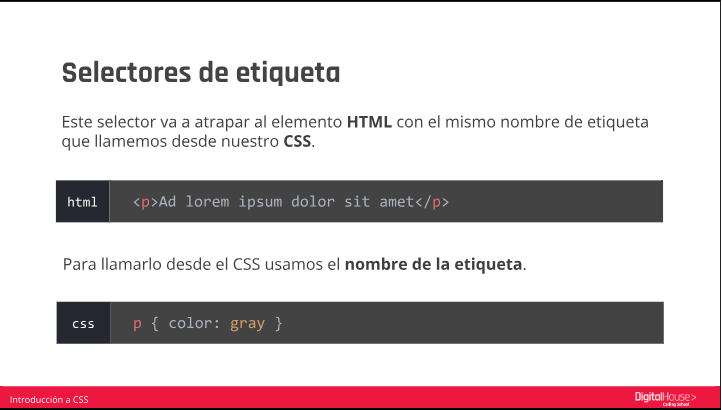 Selectores de etiqueta
Este selector va a atrapar al elemento HTML con el mismo nombre de etiqueta
que llamemos desde nuestro CSS.
html
<p>Ad lorem ipsum dolor sit amet</p>
Para llamarlo desde el CSS usamos el nombre de la etiqueta.
css
p { color: gray }
Introducción a CSS
DigitalHouse>
Coding School